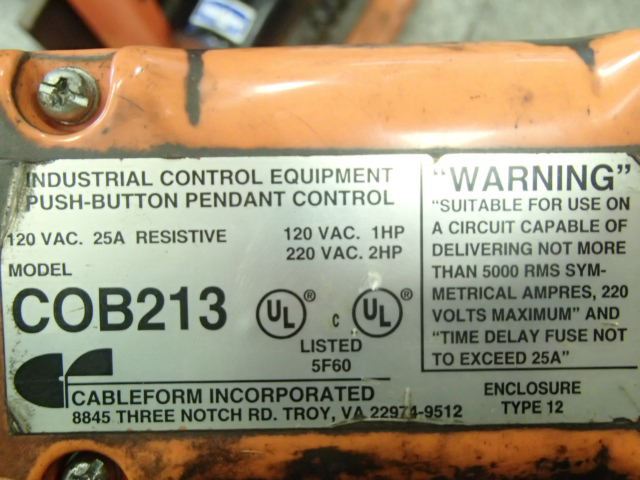 INDUSTRIAL CONTROL EQUIPMENT
PUSH-BUTTON PENDANT CONTROL
120 VAC. 25A RESISTIVE 120 VAC. 1HP
220 VAC. 2HP
MODEL
COB213
UL® C UL®
LISTED
5F60
CABLEFORM INCORPORATED
8845 THREE NOTCH RD. TROY, VA 22974-9512
"WARNING"
"SUITABLE FOR USE ON
A CIRCUIT CAPABLE OF
DELIVERING NOT MORE
THAN 5000 RMS SYM-
METRICAL AMPRES, 220
VOLTS MAXIMUM" AND
"TIME DELAY FUSE NOT
TO EXCEED 25A"
ENCLOSURE
TYPE 12